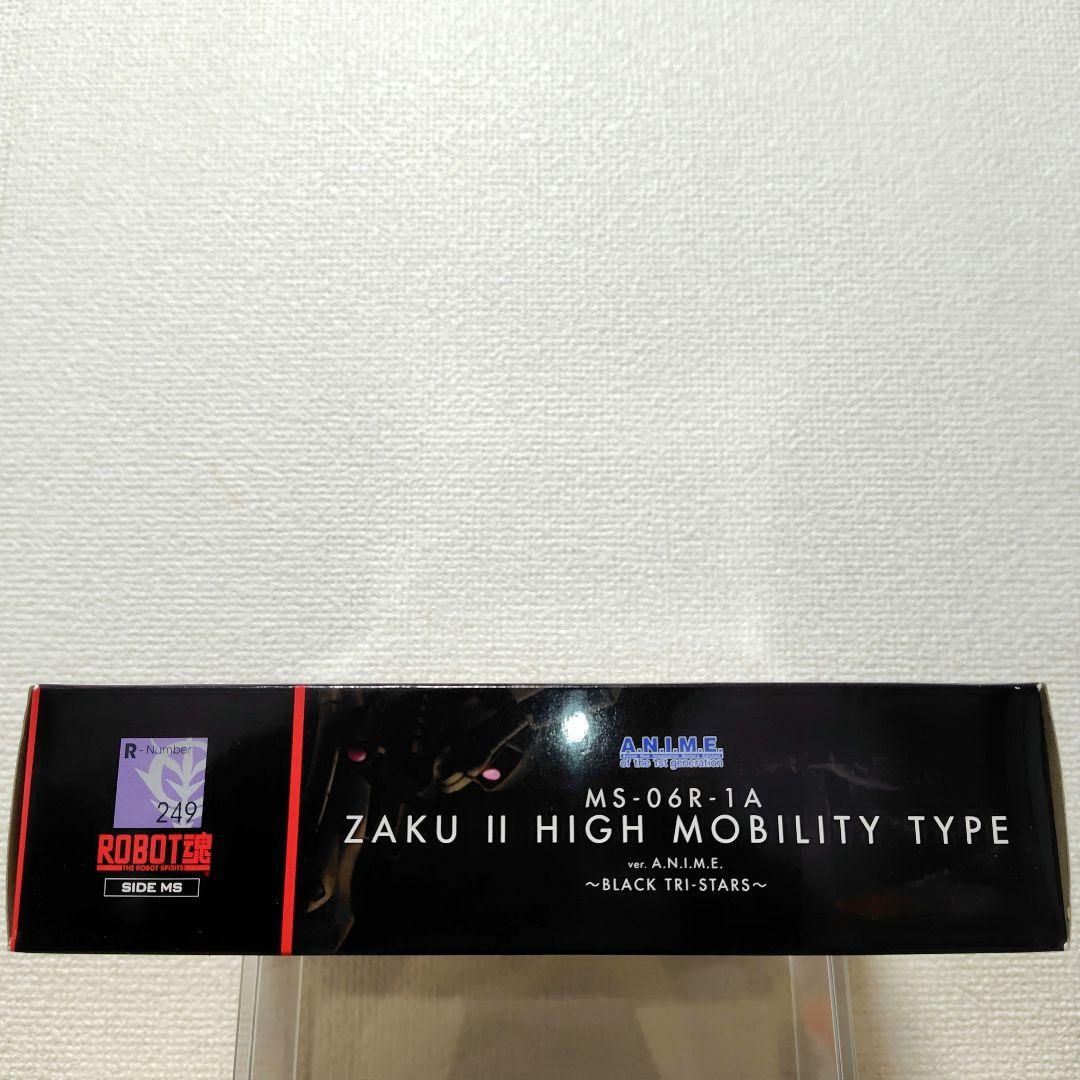 R - Number
249
ROBOT魂
THE ROBOT SPIRITS
SIDE MS
A.N.I.M.E.
of the 1st generation
MS-06R-1A
ZAKU II HIGH MOBILITY TYPE
ver. A.N.I.M.E.
～BLACK TRI-STARS～